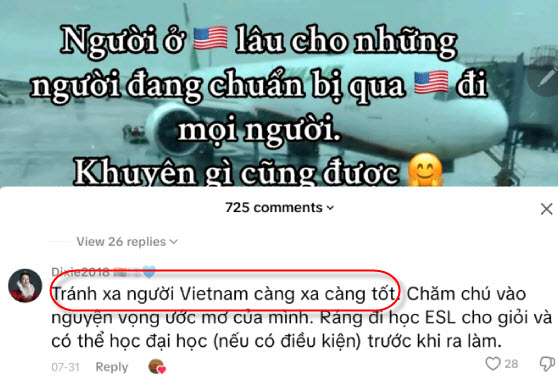 Người ở 🇺🇸 lâu cho những
người đang chuẩn bị qua 🇺🇸 đi
mọi người.
Khuyên gì cũng được 🤗
725 comments
View 26 replies
Dixie2018
Tránh xa người Vietnam càng xa càng tốt. Chăm chú vào
nguyện vọng ước mơ của mình. Ráng đi học ESL cho giỏi và
có thể học đại học (nếu có điều kiện) trước khi ra làm.
07-31 Reply 28